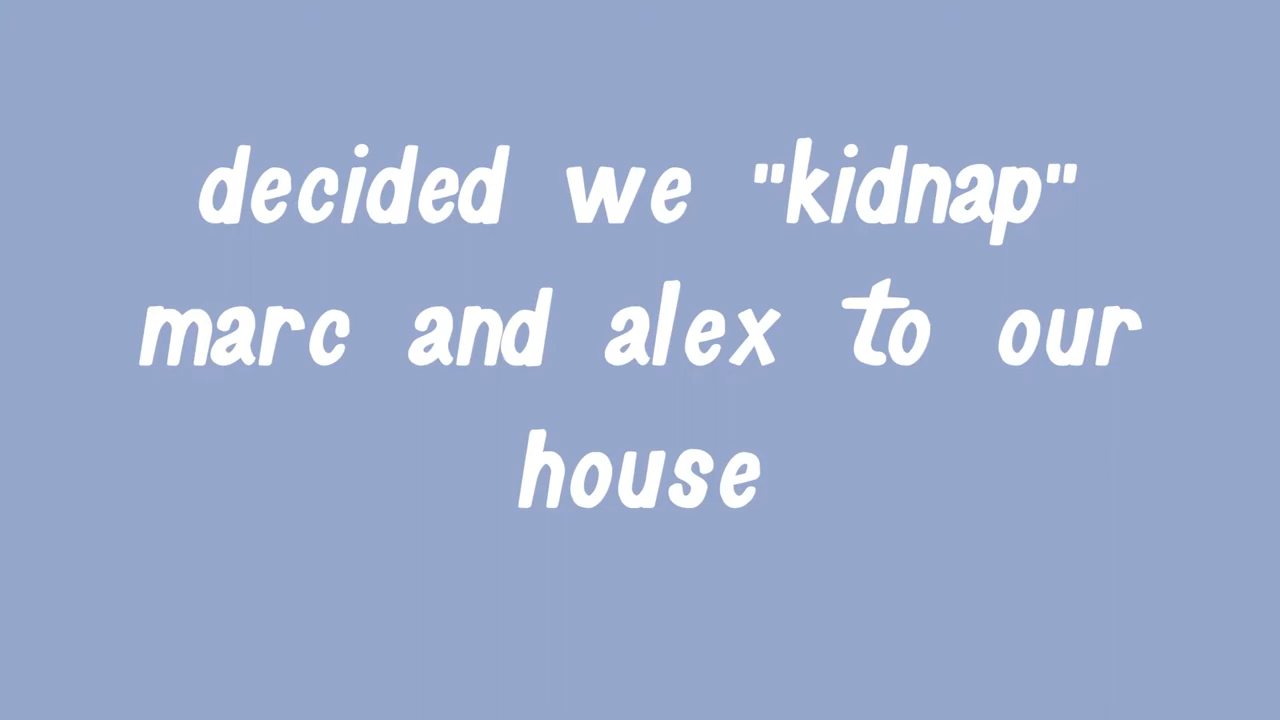 decided we "kidnap"
marc and alex to our
house